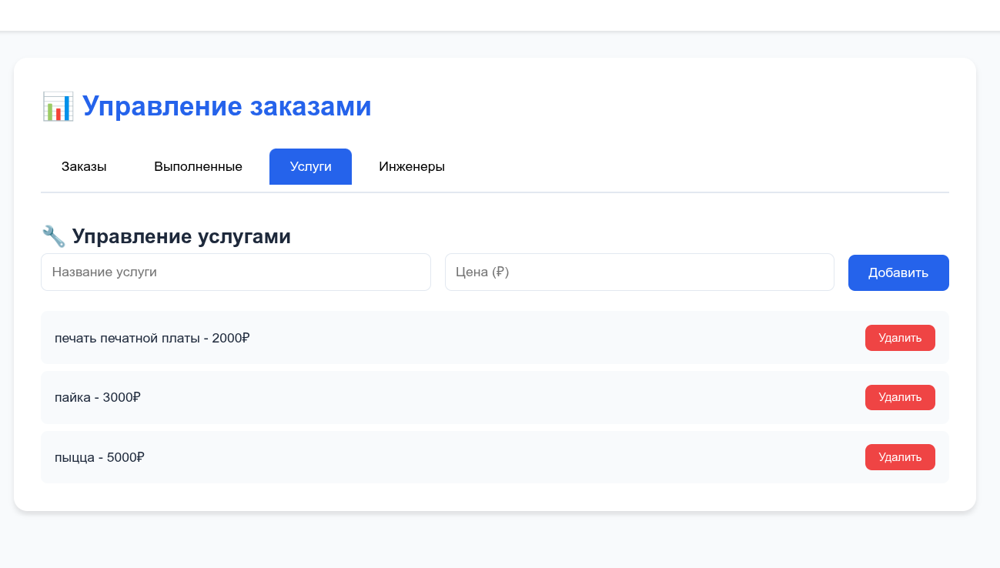 Управление заказами
Заказы Выполненные Услуги Инженеры
Управление услугами
Название услуги Цена (₽) Добавить
печать печатной платы - 2000₽ Удалить
пайка - 3000₽ Удалить
пыцца - 5000₽ Удалить